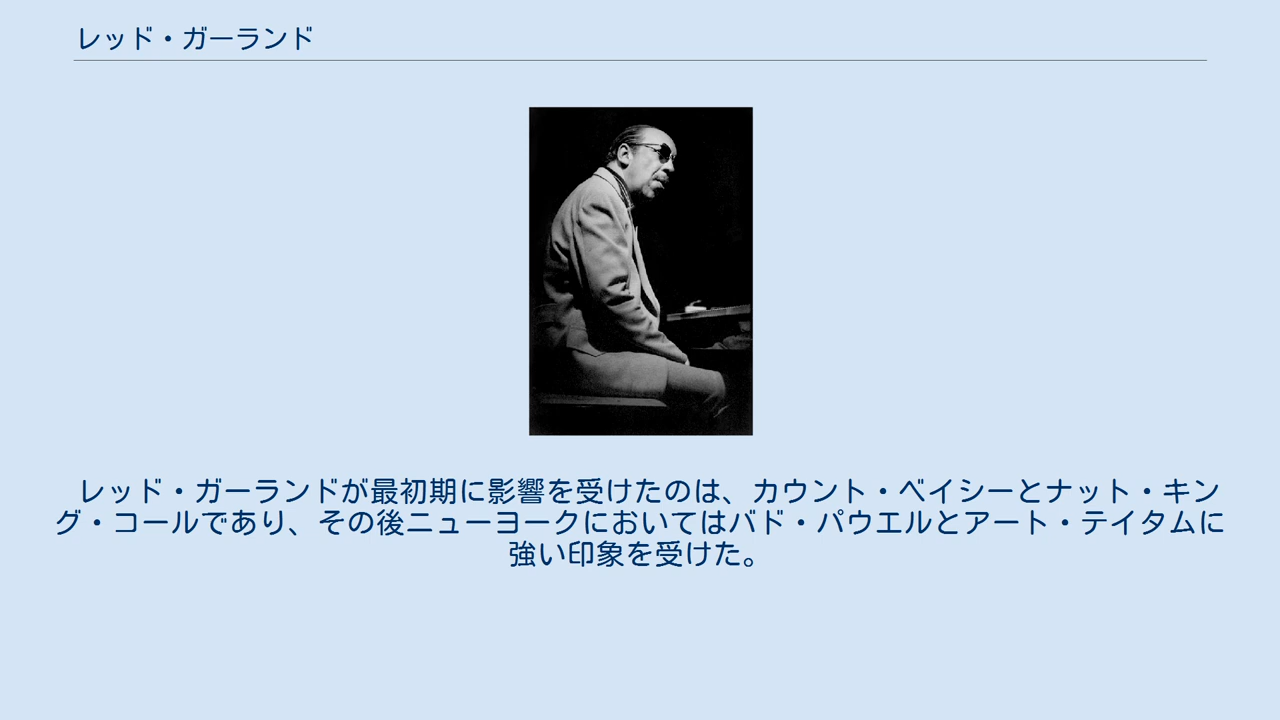 レッド・ガーランド
レッド・ガーランドが最初期に影響を受けたのは、カウント・ベイシーとナット・キン
グ・コールであり、その後ニューヨークにおいてはバド・パウエルとアート・テイタムに
強い印象を受けた。